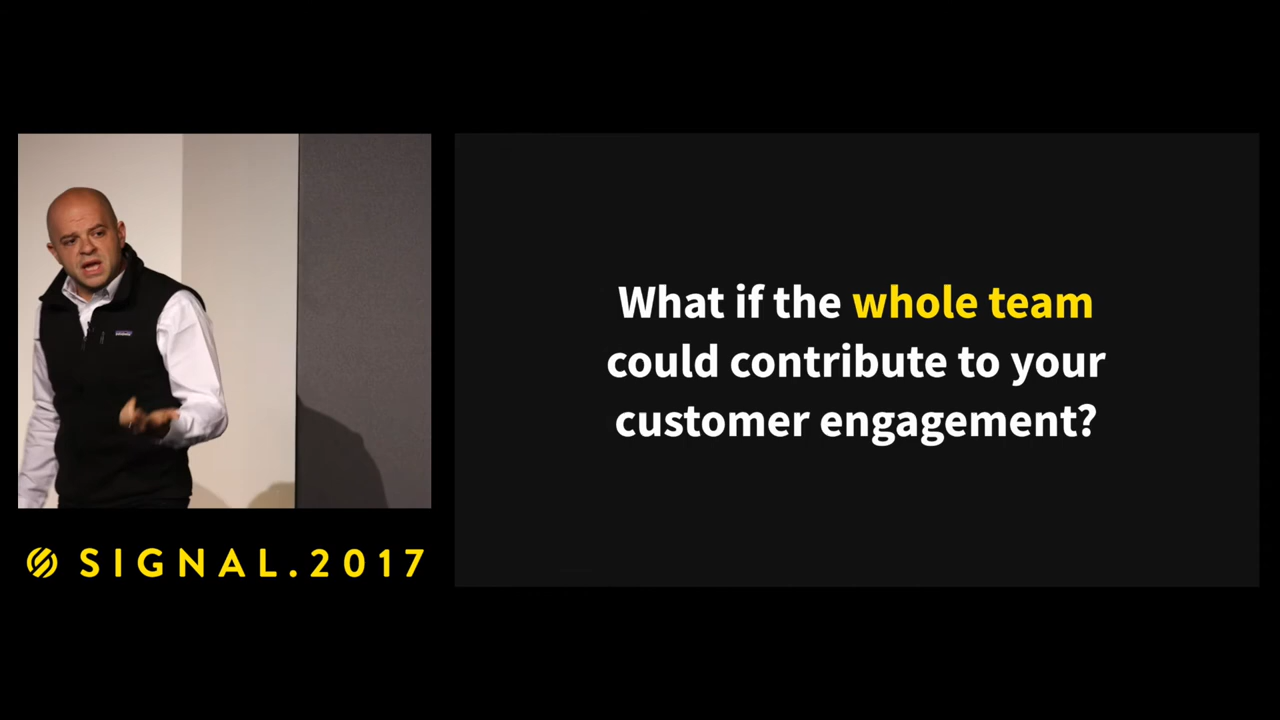 What if the whole team
could contribute to your
customer engagement?
SIGNAL.2017